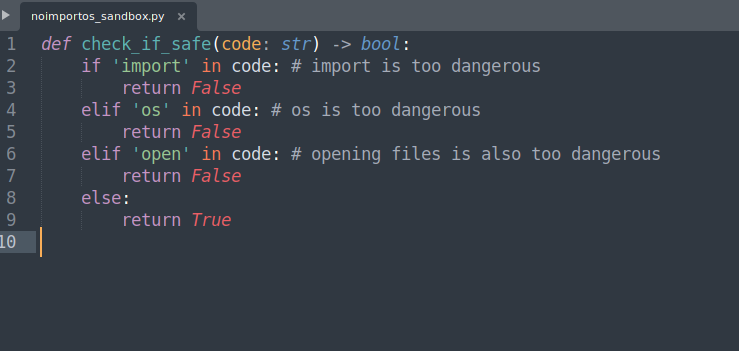 noimportos_sandbox.py ×
1 def check_if_safe(code: str) -> bool:
2     if 'import' in code: # import is too dangerous
3         return False
4     elif 'os' in code: # os is too dangerous
5         return False
6     elif 'open' in code: # opening files is also too dangerous
7         return False
8     else:
9         return True
10